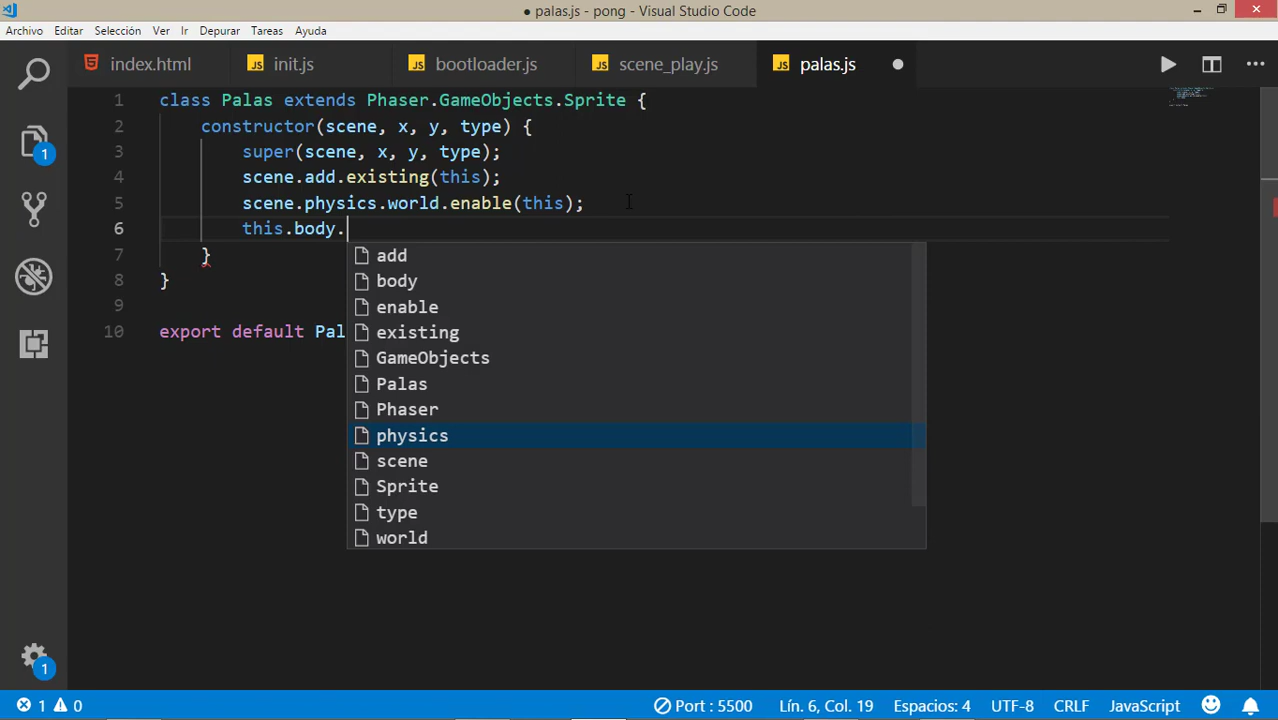 ● palas.js - pong - Visual Studio Code
Archivo Editar Selección Ver Ir Depurar Tareas Ayuda
index.html init.js bootloader.js scene_play.js palas.js
1 class Palas extends Phaser.GameObjects.Sprite {
2 constructor(scene, x, y, type) {
3 super(scene, x, y, type);
4 scene.add.existing(this);
5 scene.physics.world.enable(this);
6 this.body.
7 }
8 }
9
10 export default Pal
add
body
enable
existing
GameObjects
Palas
Phaser
physics
scene
Sprite
type
world
1
1
1 0 Port : 5500 Lín. 6, Col. 19 Espacios: 4 UTF-8 CRLF JavaScript